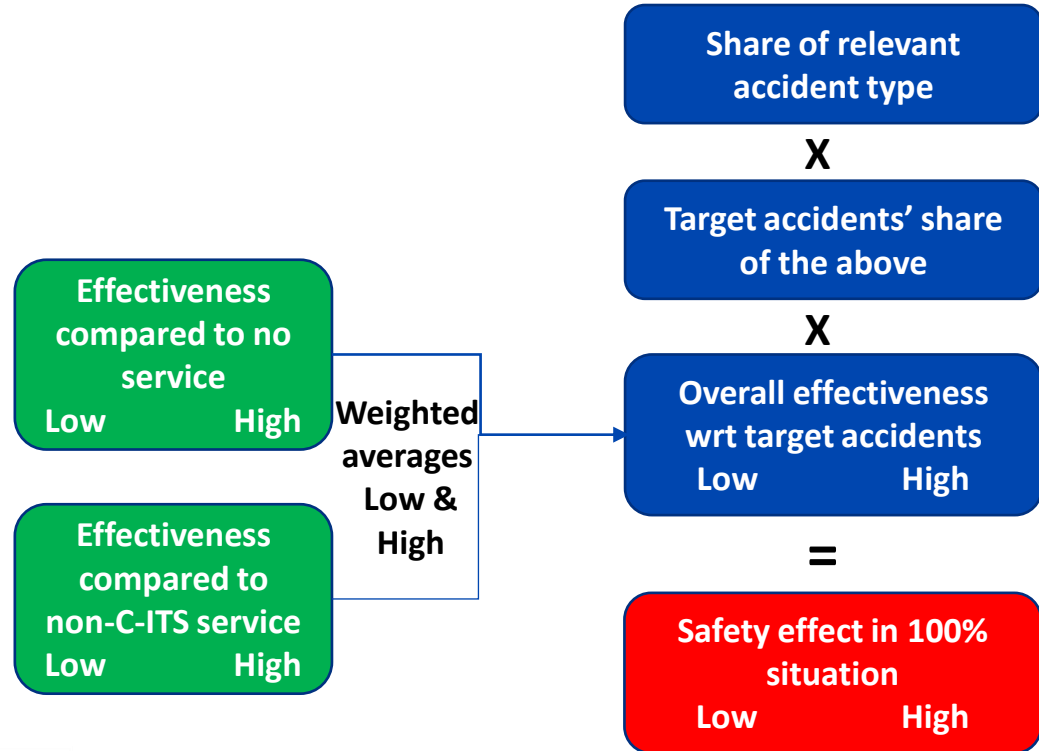 Share of relevant
accident type
X
Target accidents’ share
of the above
X
Effectiveness
compared to no
service
Low High
Weighted
averages
Low &
High
Overall effectiveness
wrt target accidents
Low High
Effectiveness
compared to
non-C-ITS service
Low High
=
Safety effect in 100%
situation
Low High